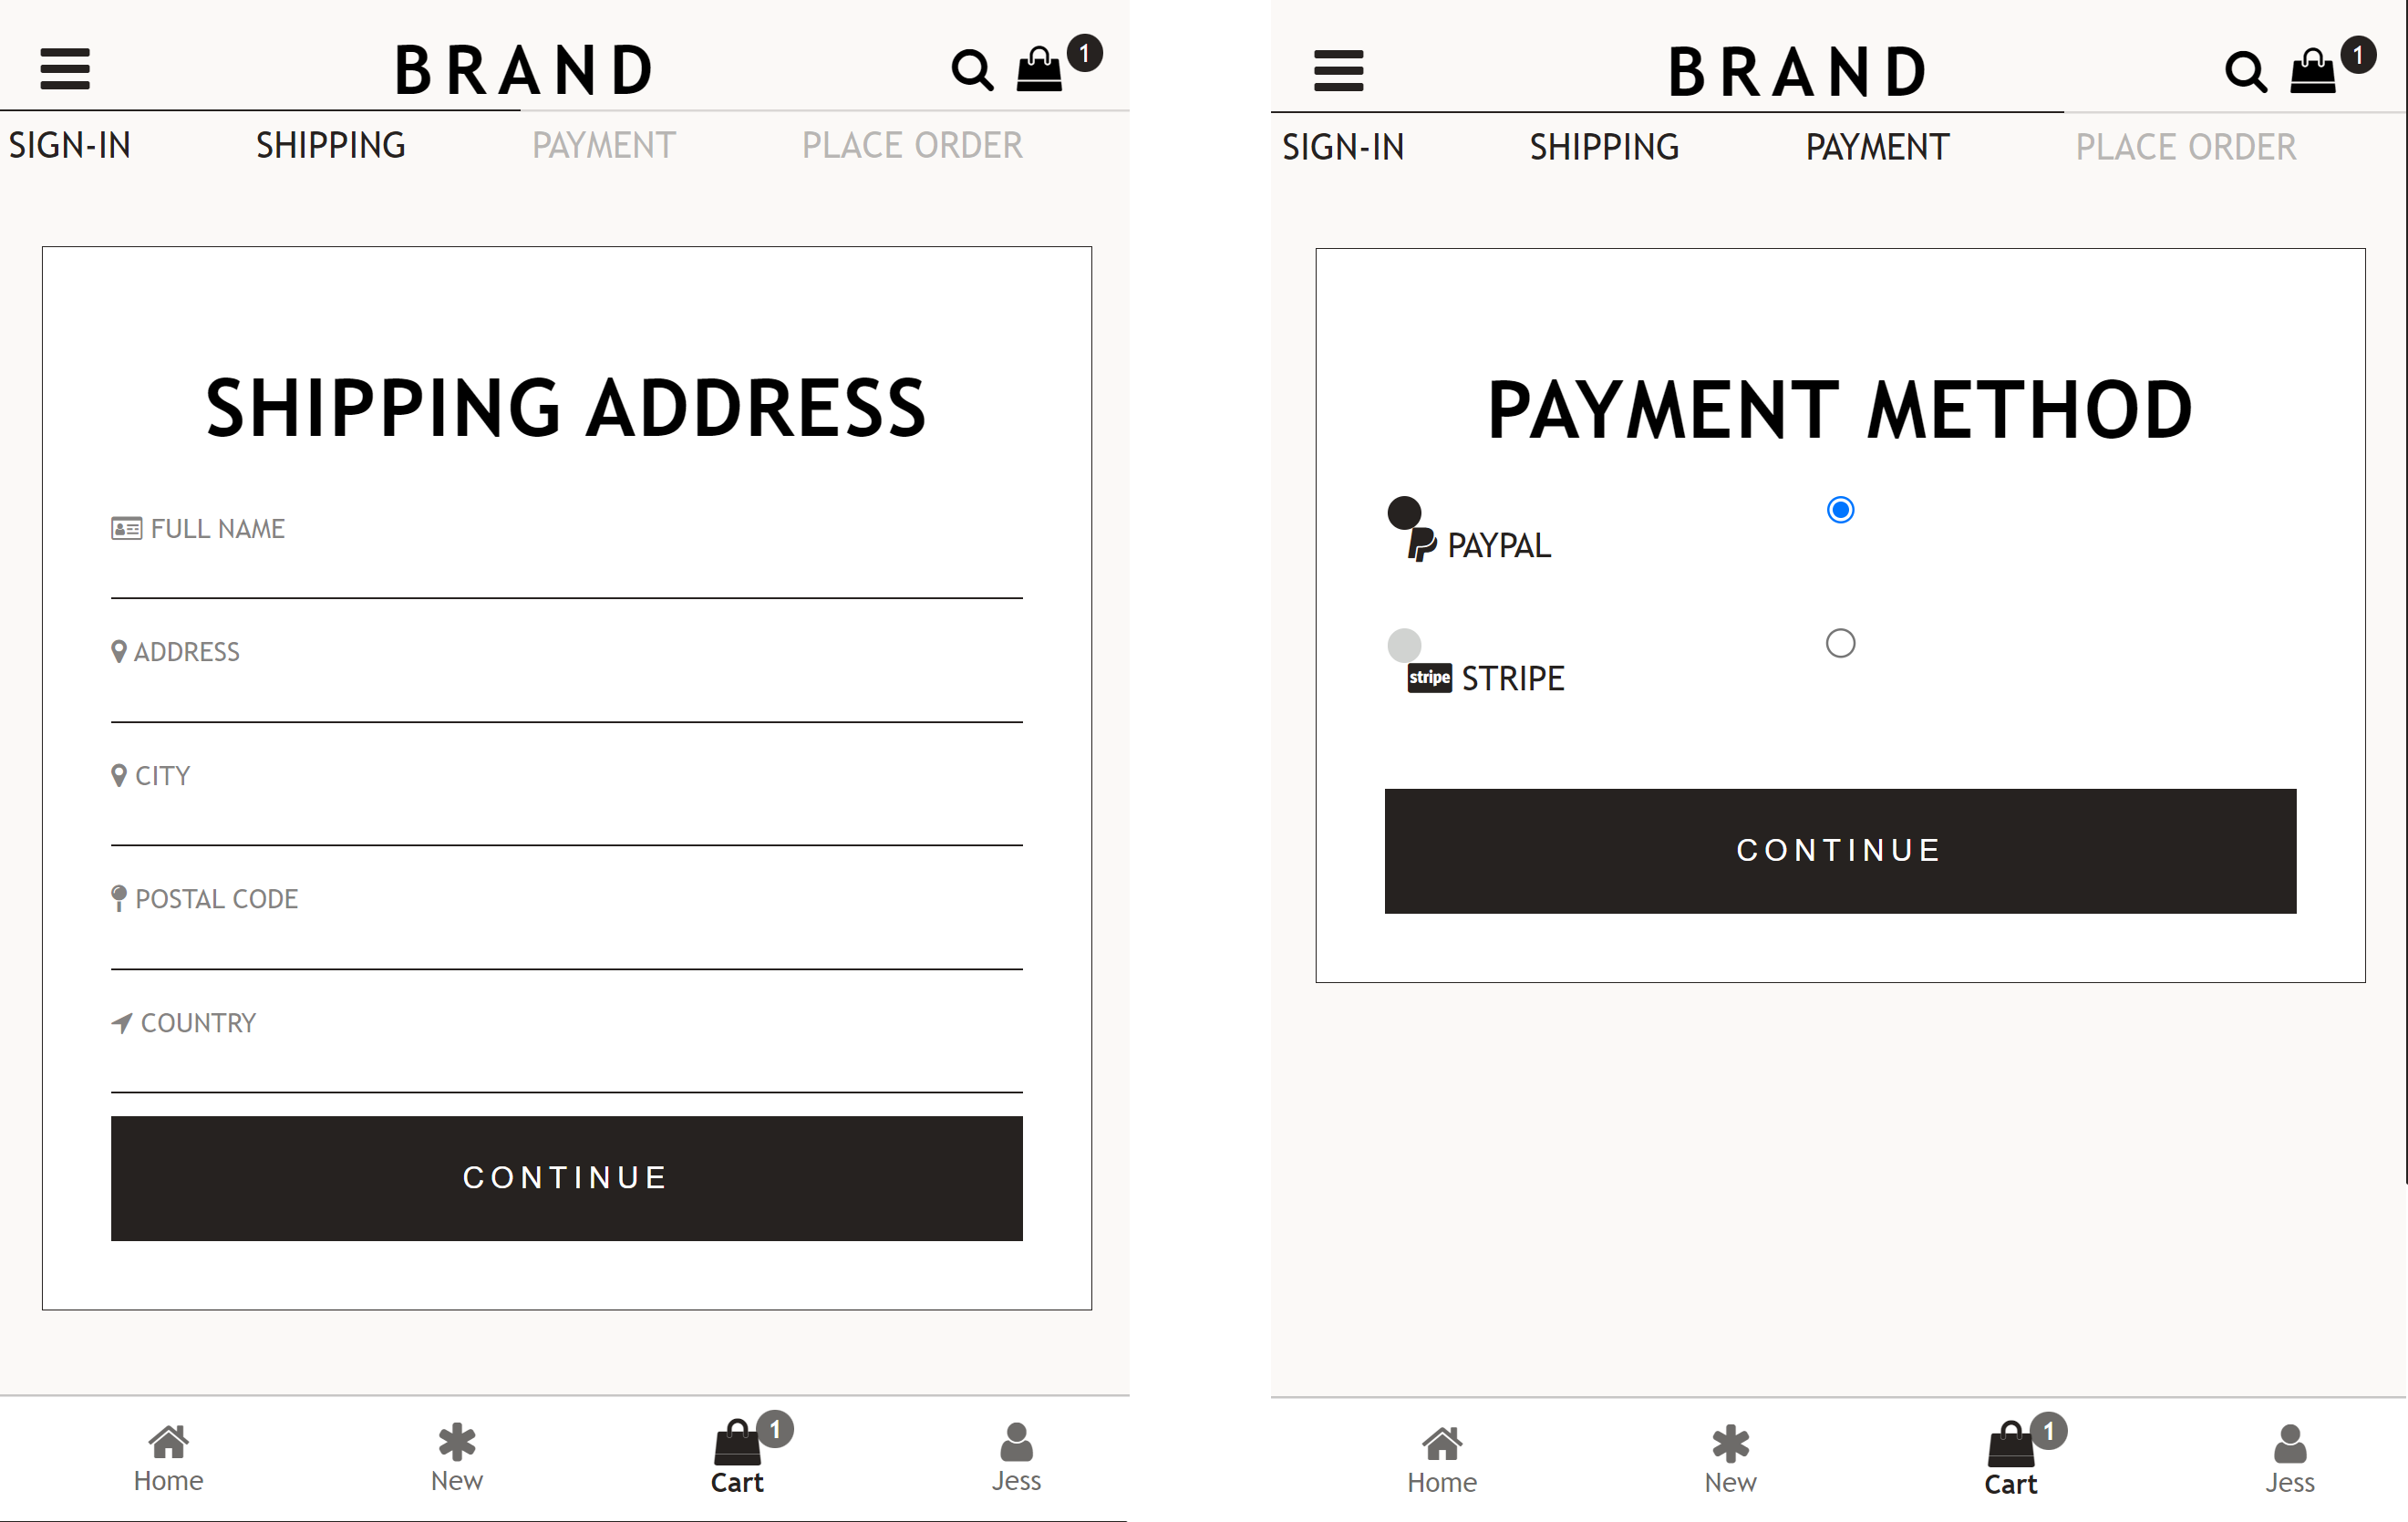 BRAND
1
SIGN-IN SHIPPING PAYMENT PLACE ORDER
SHIPPING ADDRESS
FULL NAME
ADDRESS
CITY
POSTAL CODE
COUNTRY
CONTINUE
1
Home New Cart Jess
BRAND
1
SIGN-IN SHIPPING PAYMENT PLACE ORDER
PAYMENT METHOD
PAYPAL
stripe STRIPE
CONTINUE
1
Home New Cart Jess